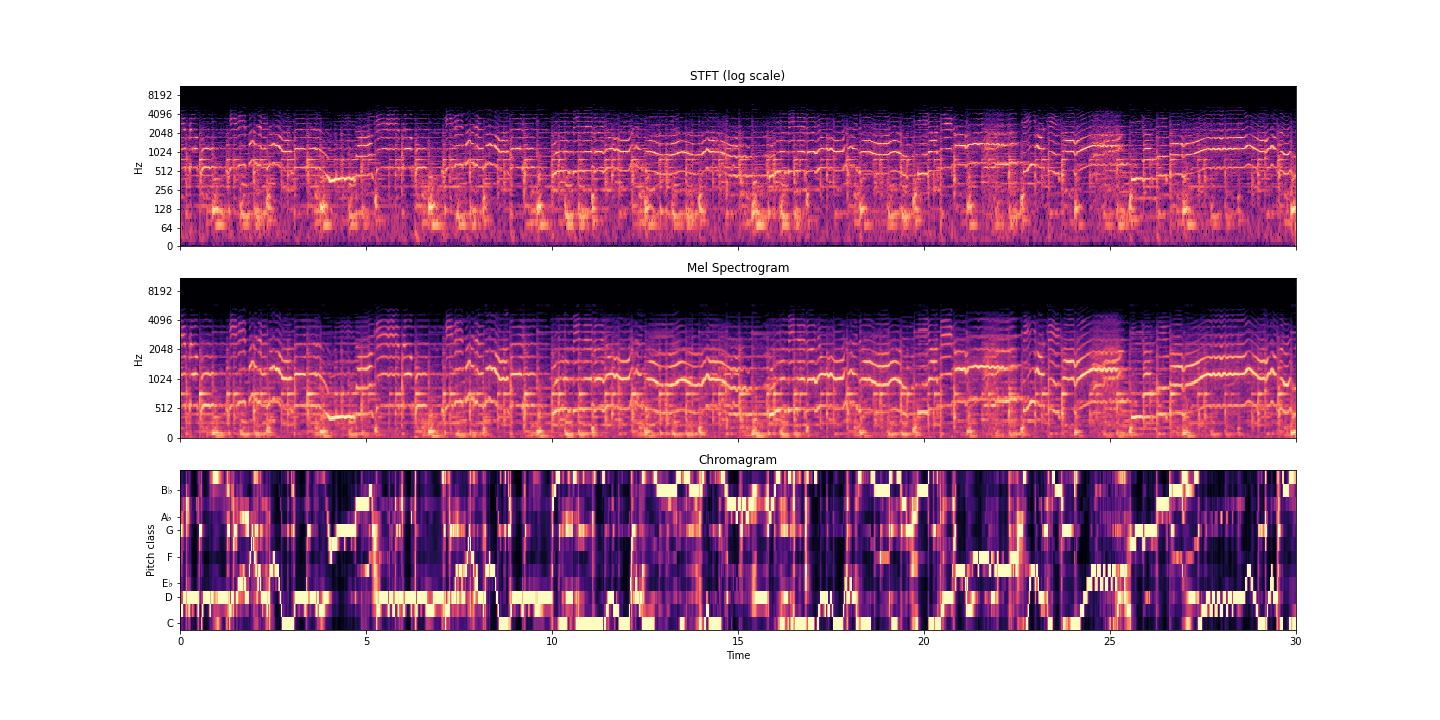 STFT (log scale)
8192
4096
2048
1024
512
256
128
64
0
Hz
Mel Spectrogram
8192
4096
2048
1024
512
0
Hz
Chromagram
B♭
A♭
G
F
E♭
D
C
Pitch class
0 5 10 15 20 25 30
Time